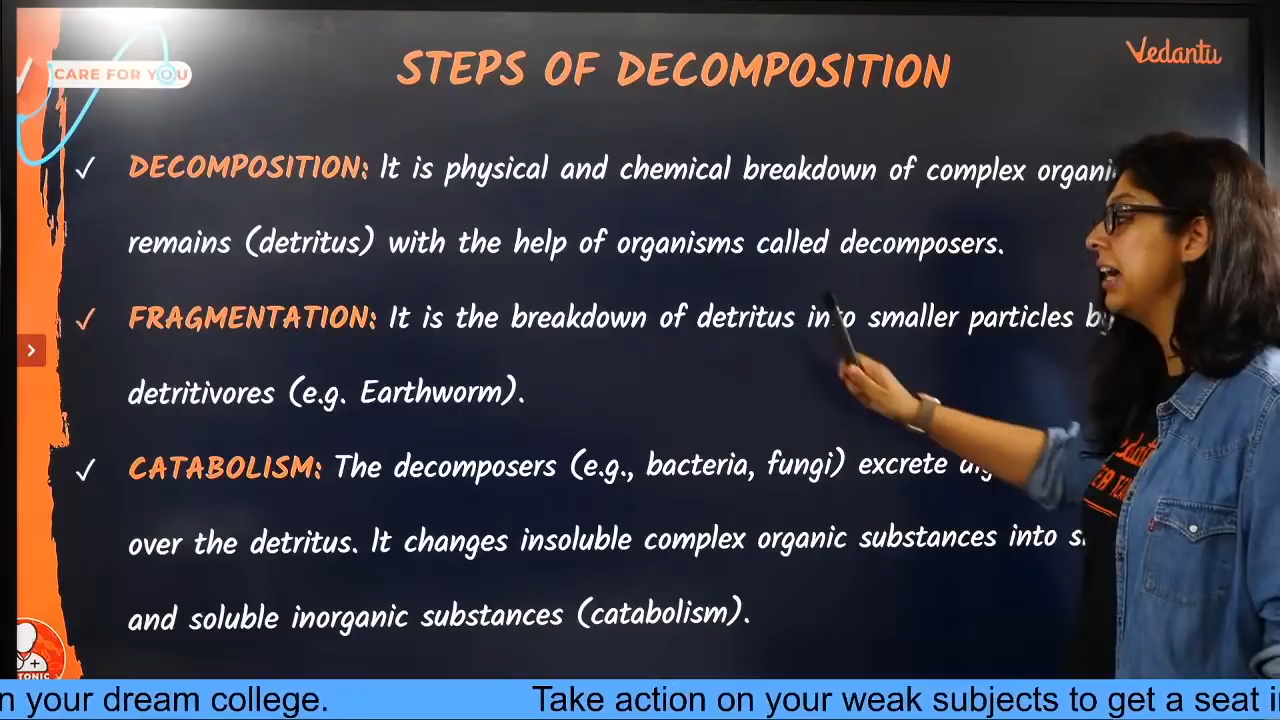 CARE FOR YOU
STEPS OF DECOMPOSITION
Vedantu
DECOMPOSITION: It is physical and chemical breakdown of complex
remains (detritus) with the help of organisms called decomposers.
FRAGMENTATION: It is the breakdown of detritus into smaller particles
detritivores (e.g. Earthworm).
CATABOLISM: The decomposers (e.g., bacteria, fungi) excrete
over the detritus. It changes insoluble complex organic substances into
and soluble inorganic substances (catabolism).
n your dream college. Take action on your weak subjects to get a seat i